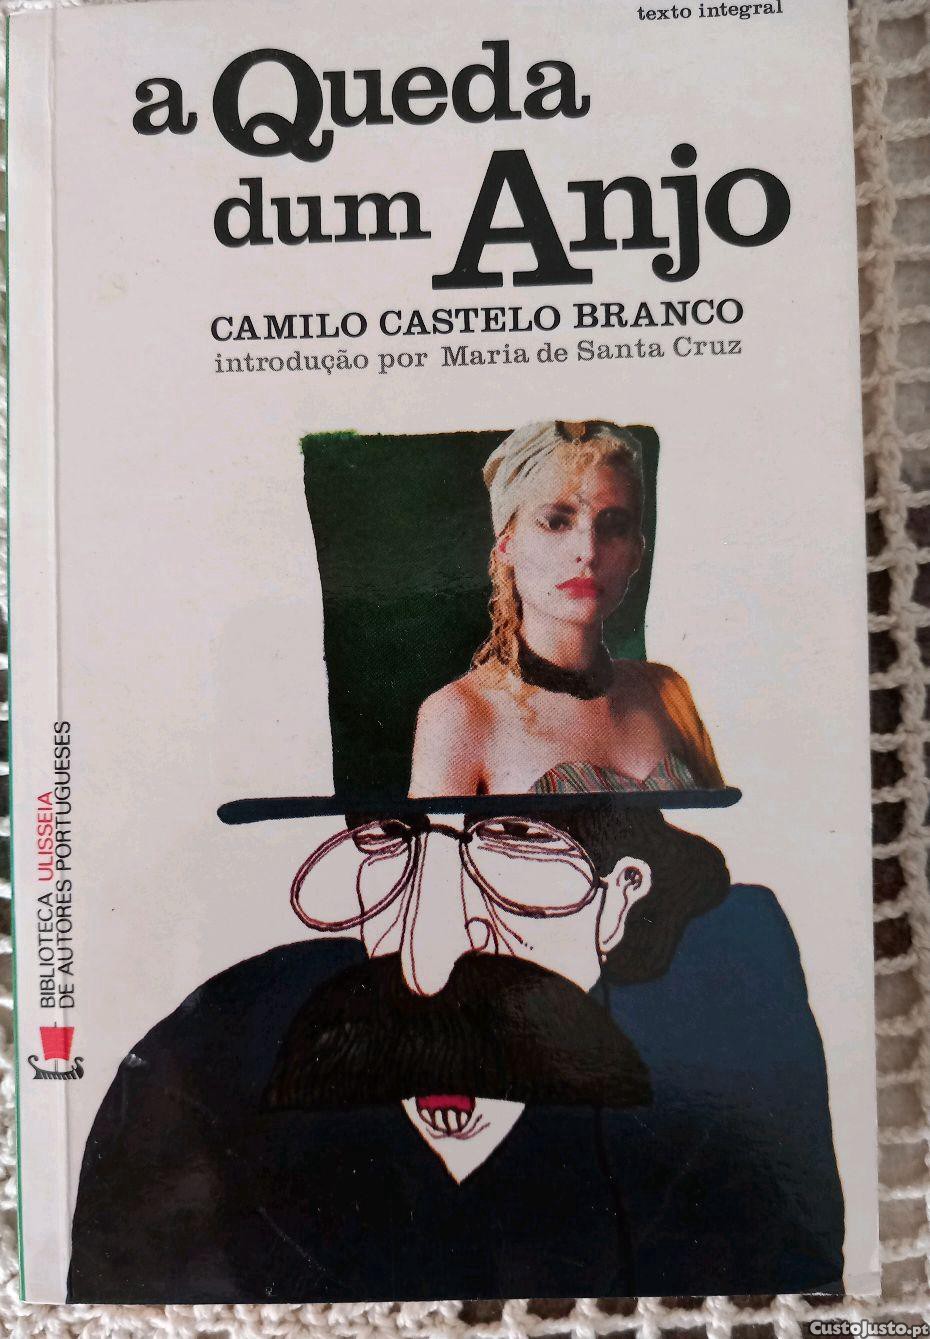 texto integral
a Queda
dum Anjo
CAMILO CASTELO BRANCO
introdução por Maria de Santa Cruz
BIBLIOTECA ULISSEIA
DE AUTORES PORTUGUESES
CustoJusto.pt